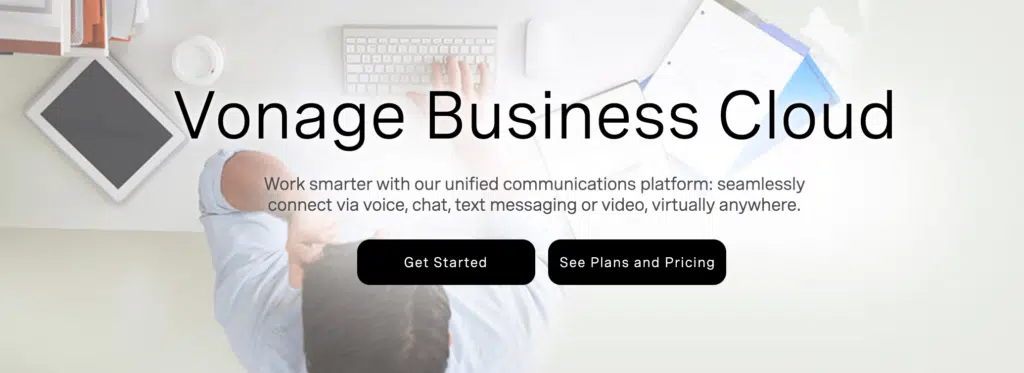 Vonage Business Cloud
Work smarter with our unified communications platform: seamlessly
connect via voice, chat, text messaging or video, virtually anywhere.
Get Started
See Plans and Pricing